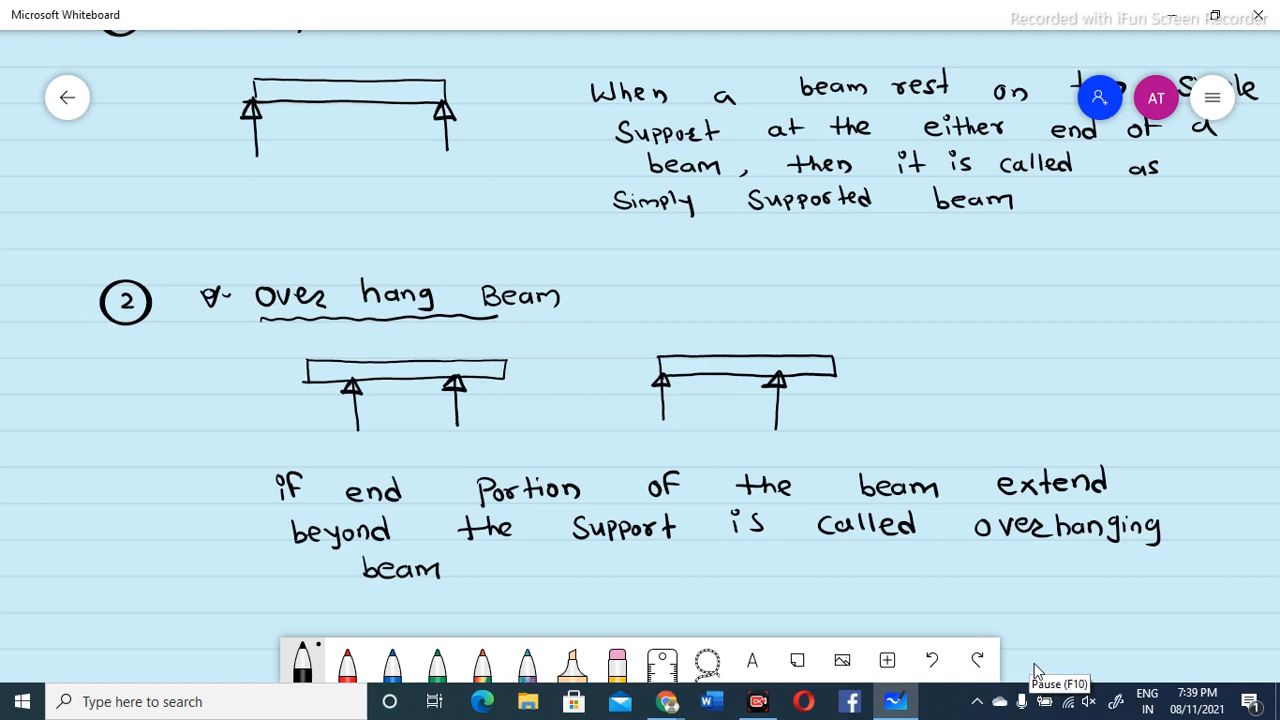 Microsoft Whiteboard
Recorded with iFun Screen Recorder
When a beam rest on
AT
Support at the either end of a
beam, then it is called as
Simply Supported beam
2 Over hang Beam
if end Portion of the beam extend
beyond the Support is called overhanging
beam
A
Pause (F10)
Type here to search
ENG
IN
7:39 PM
08/11/2021
1